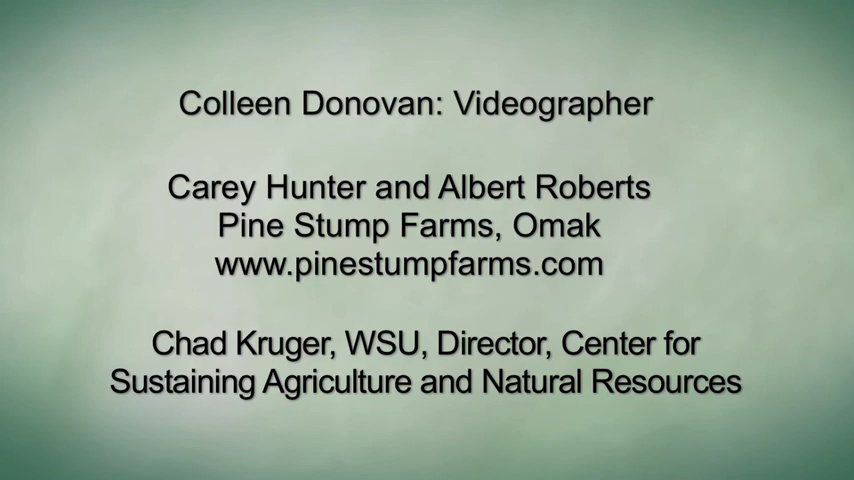 Colleen Donovan: Videographer
Carey Hunter and Albert Roberts
Pine Stump Farms, Omak
www.pinestumpfarms.com
Chad Kruger, WSU, Director, Center for
Sustaining Agriculture and Natural Resources